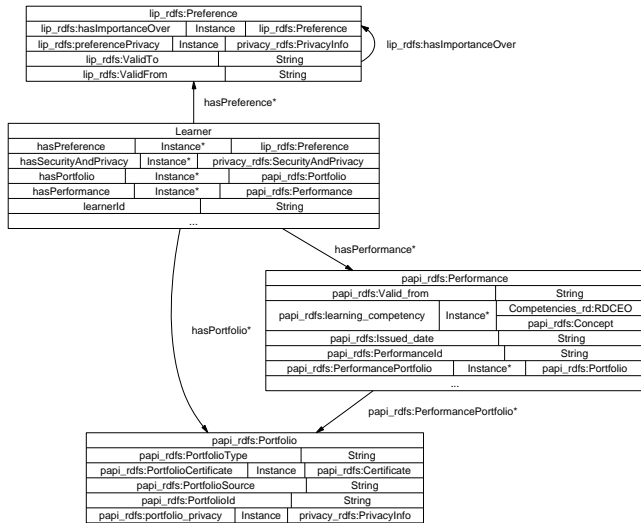 lip_rdfs:Preference
lip_rdfs:hasImportanceOver Instance lip_rdfs:Preference
lip_rdfs:preferencePrivacy Instance privacy_rdfs:PrivacyInfo
lip_rdfs:ValidTo String
lip_rdfs:ValidFrom String
lip_rdfs:hasImportanceOver
hasPreference*
Learner
hasPreference Instance* lip_rdfs:Preference
hasSecurityAndPrivacy Instance* privacy_rdfs:SecurityAndPrivacy
hasPortfolio Instance* papi_rdfs:Portfolio
hasPerformance Instance* papi_rdfs:Performance
learnerId String
...
hasPerformance*
hasPortfolio*
papi_rdfs:Performance
papi_rdfs:Valid_from String
papi_rdfs:learning_competency Instance* Competencies_rd:RDCEO
papi_rdfs:Concept
papi_rdfs:Issued_date String
papi_rdfs:PerformanceId String
papi_rdfs:PerformancePortfolio Instance* papi_rdfs:Portfolio
...
papi_rdfs:PerformancePortfolio*
papi_rdfs:Portfolio
papi_rdfs:PortfolioType String
papi_rdfs:PortfolioCertificate Instance papi_rdfs:Certificate
papi_rdfs:PortfolioSource String
papi_rdfs:PortfolioId String
papi_rdfs:portfolio_privacy Instance privacy_rdfs:PrivacyInfo